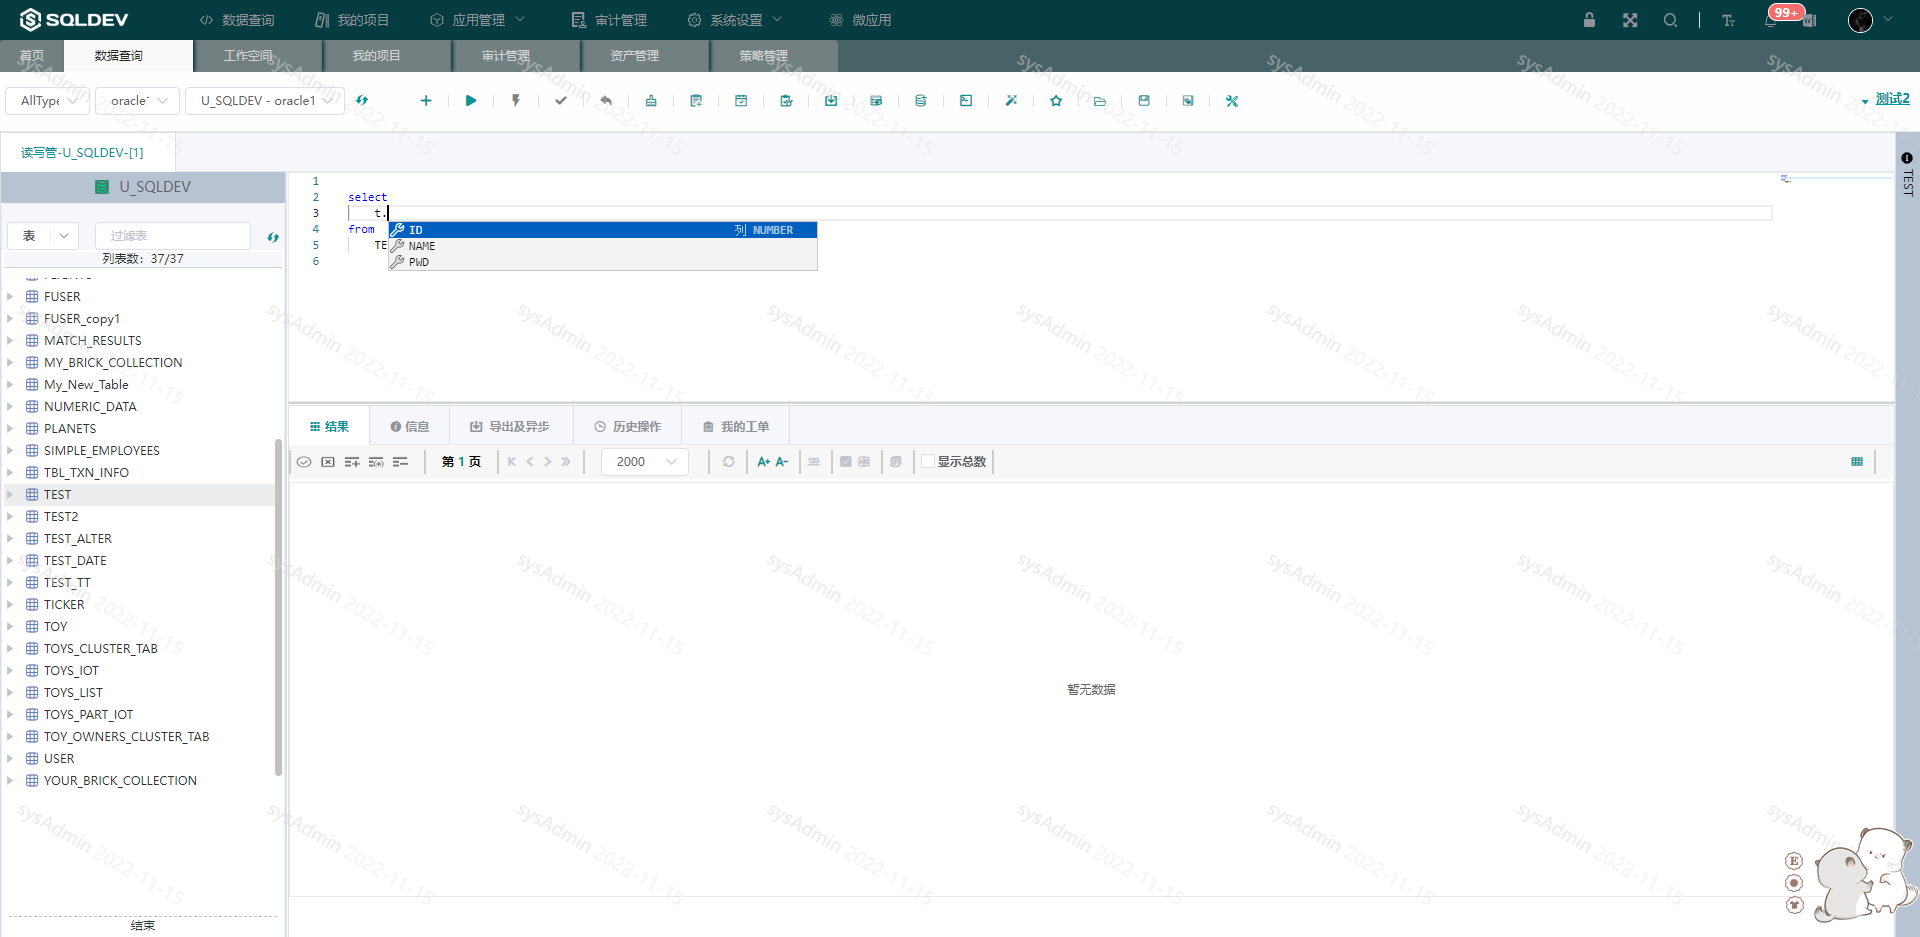 SQLDEV
数据查询
我的项目
应用管理
审计管理
系统设置
微应用
99+
首页
数据查询
工作空间
我的项目
审计管理
资产管理
策略管理
AllType
oracle
U_SQLDEV - oracle1
测试2
读写管-U_SQLDEV-[1]
U_SQLDEV
表
过滤表
列表数：37/37
FUSER
FUSER_copy1
MATCH_RESULTS
MY_BRICK_COLLECTION
My_New_Table
NUMERIC_DATA
PLANETS
SIMPLE_EMPLOYEES
TBL_TXN_INFO
TEST
TEST2
TEST_ALTER
TEST_DATE
TEST_TT
TICKER
TOY
TOYS_CLUSTER_TAB
TOYS_IOT
TOYS_LIST
TOYS_PART_IOT
TOY_OWNERS_CLUSTER_TAB
USER
YOUR_BRICK_COLLECTION
结束
1
2 select
3 t.
4 from
5 TE
6
ID 列 NUMBER
NAME
PWD
TEST
结果
信息
导出及异步
历史操作
我的工单
第 1 页
2000
A+ A-
显示总数
暂无数据
E
sysAdmin 2022-11-15